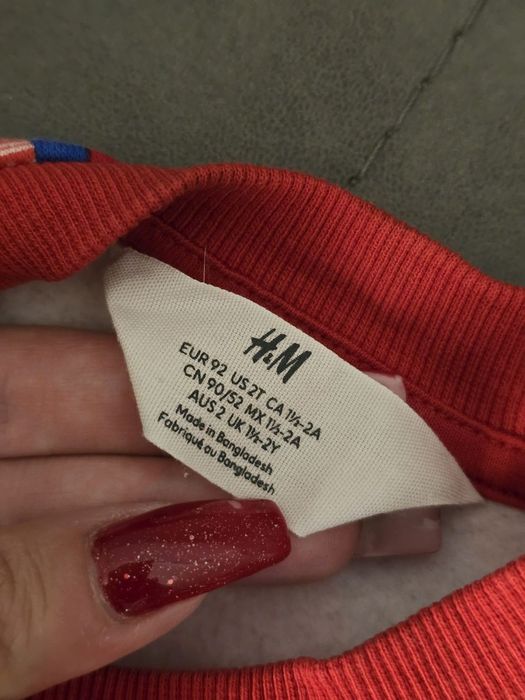 H&M
EUR 92 US 2T CA 1½-2A
CN 90/52 MX 1½-2A
AUS 2 UK 1½-2Y
Made in Bangladesh
Fabriqué au Bangladesh